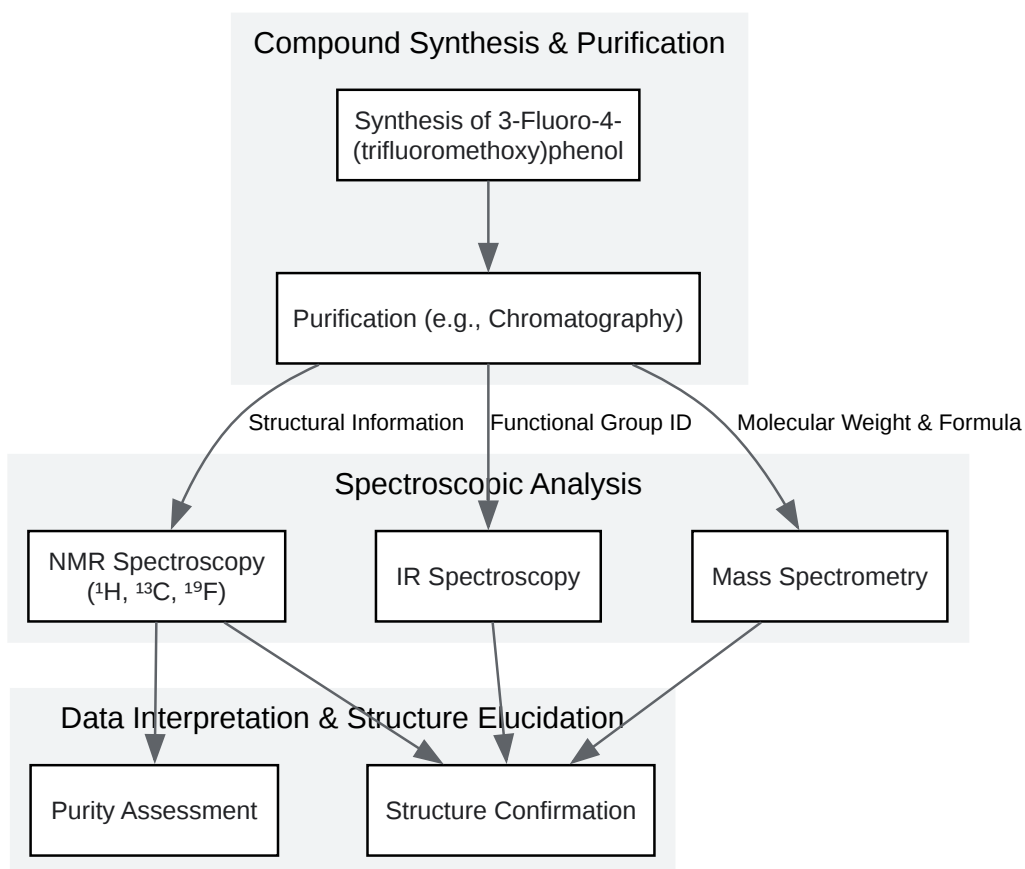 Compound Synthesis & Purification
Synthesis of 3-Fluoro-4-
(trifluoromethoxy)phenol
Purification (e.g., Chromatography)
Structural Information
Functional Group ID
Molecular Weight & Formula
Spectroscopic Analysis
NMR Spectroscopy
(¹H, ¹³C, ¹⁹F)
IR Spectroscopy
Mass Spectrometry
Data Interpretation & Structure Elucidation
Purity Assessment
Structure Confirmation